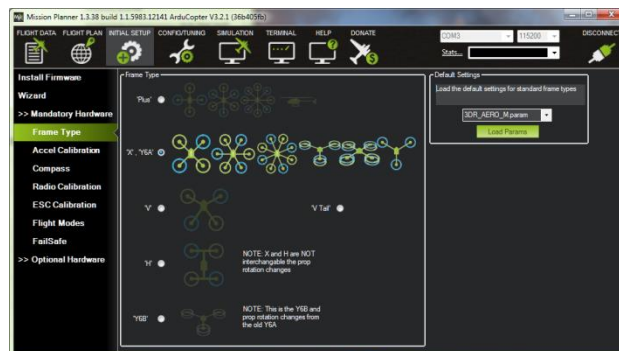 Mission Planner 1.3.38 build 1.1.5983.12141 ArduCopter V3.2.1 (36b405fb)
FLIGHT DATA FLIGHT PLAN INITIAL SETUP CONFIG/TUNING SIMULATION TERMINAL HELP DONATE COM3 115200 DISCONNECT
Stats...
Install Firmware
Wizard
>> Mandatory Hardware
Frame Type
Accel Calibration
Compass
Radio Calibration
ESC Calibration
Flight Modes
FailSafe
>> Optional Hardware
Frame Type
'Plus'
'X', 'Y6A'
'V'
'V Tail'
'H'
NOTE: X and H are NOT
interchangable the prop
rotation changes
'Y6B'
NOTE: This is the Y6B and
prop rotation changes from
the old Y6A
Default Settings
Load the default settings for standard frame types
3DR_AERO_M.param
Load Params